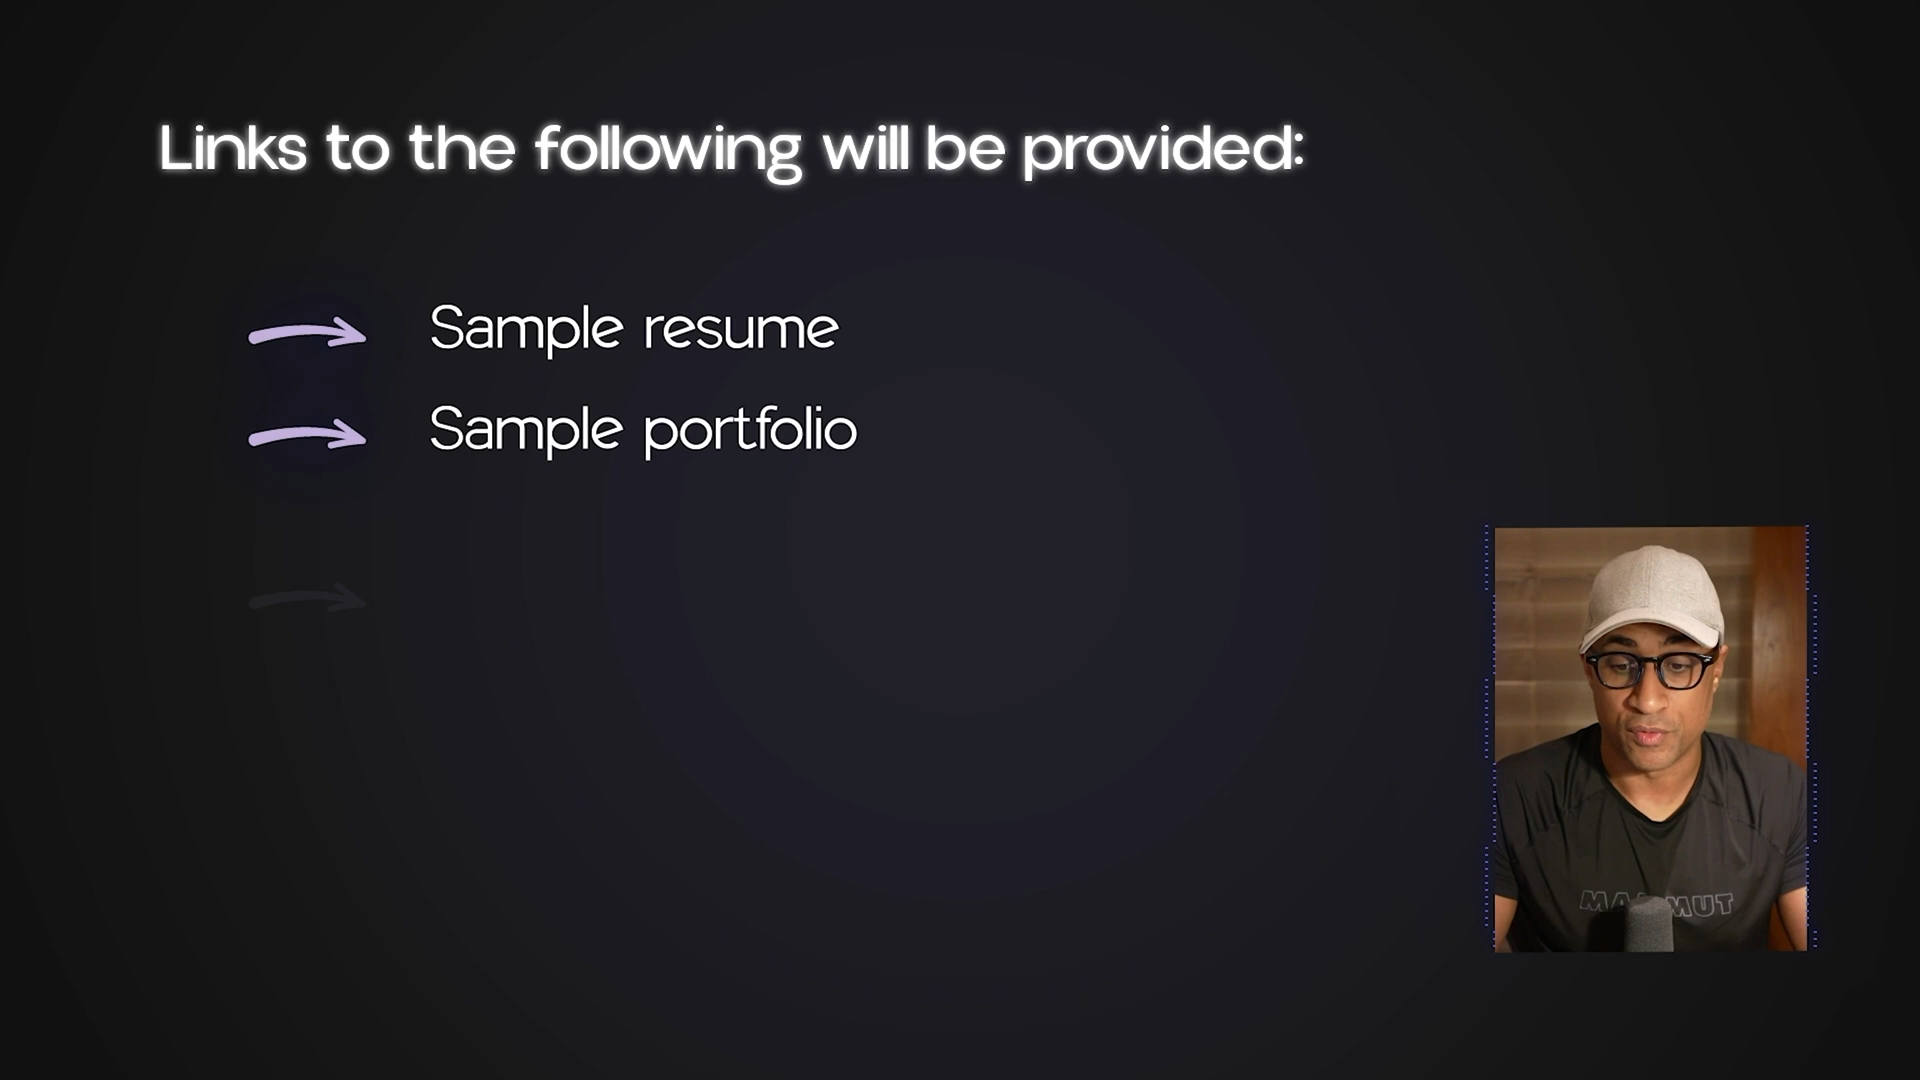 Links to the following will be provided:
Sample resume
Sample portfolio